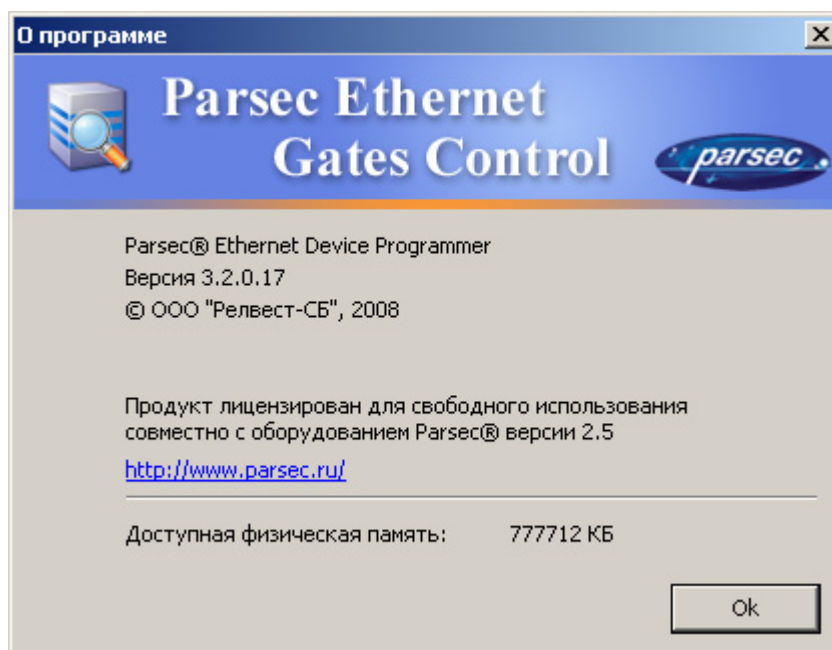 О программе
Parsec Ethernet
Gates Control
parsec
Parsec® Ethernet Device Programmer
Версия 3.2.0.17
© ООО "Релвест-СБ", 2008
Продукт лицензирован для свободного использования
совместно с оборудованием Parsec® версии 2.5
http://www.parsec.ru/
Доступная физическая память: 777712 КБ
Ok